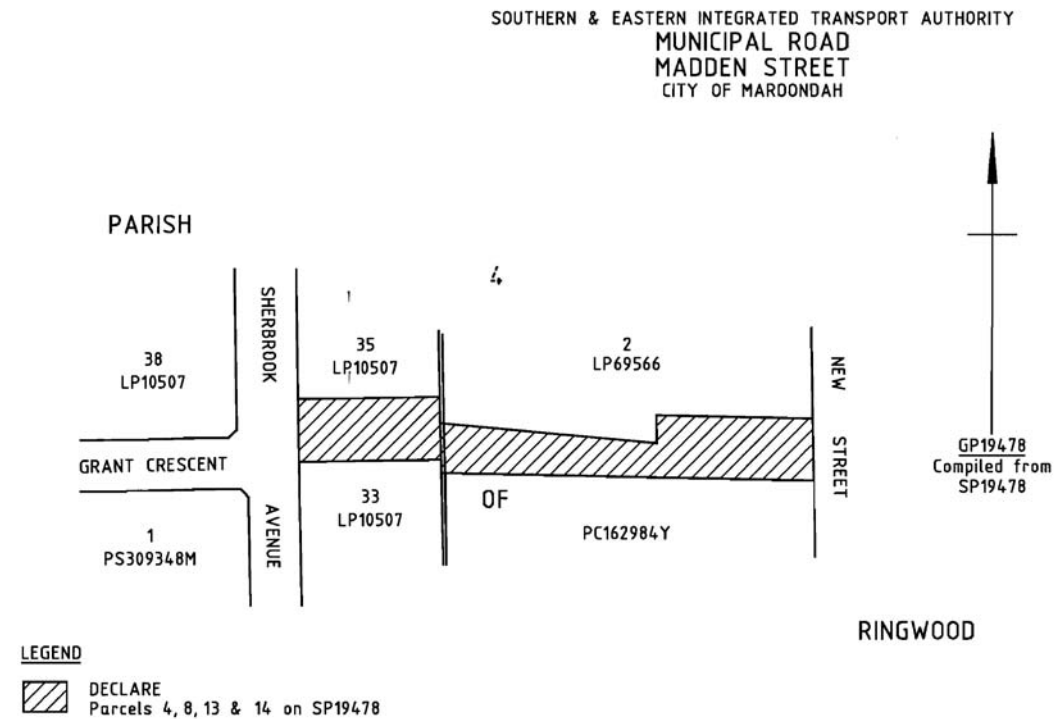 SOUTHERN & EASTERN INTEGRATED TRANSPORT AUTHORITY
MUNICIPAL ROAD
MADDEN STREET
CITY OF MAROONDAH
PARISH
4
SHERBROOK
38
LP10507
35
LP10507
2
LP69566
NEW
STREET
GRANT CRESCENT
GP19478
Compiled from
SP19478
33
LP10507
OF
AVENUE
1
PS309348M
PC162984Y
RINGWOOD
LEGEND
DECLARE
Parcels 4, 8, 13 & 14 on SP19478